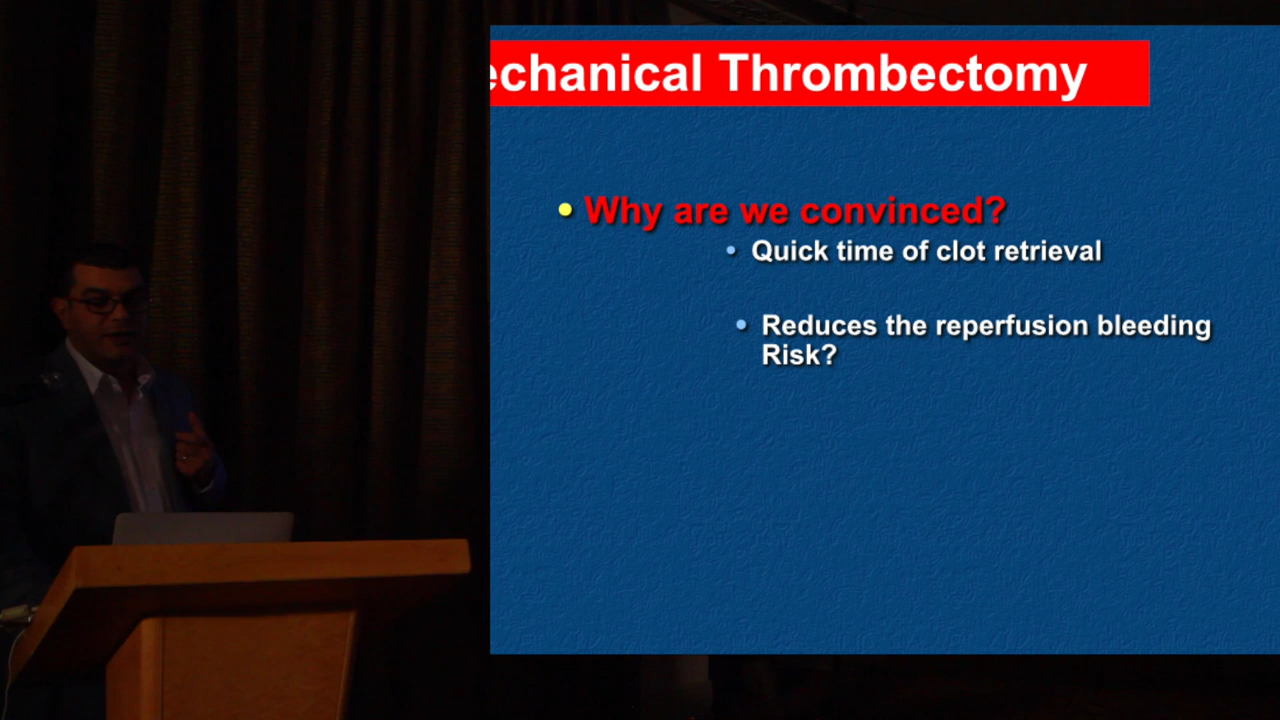 echanical Thrombectomy
• Why are we convinced?
• Quick time of clot retrieval
• Reduces the reperfusion bleeding
Risk?